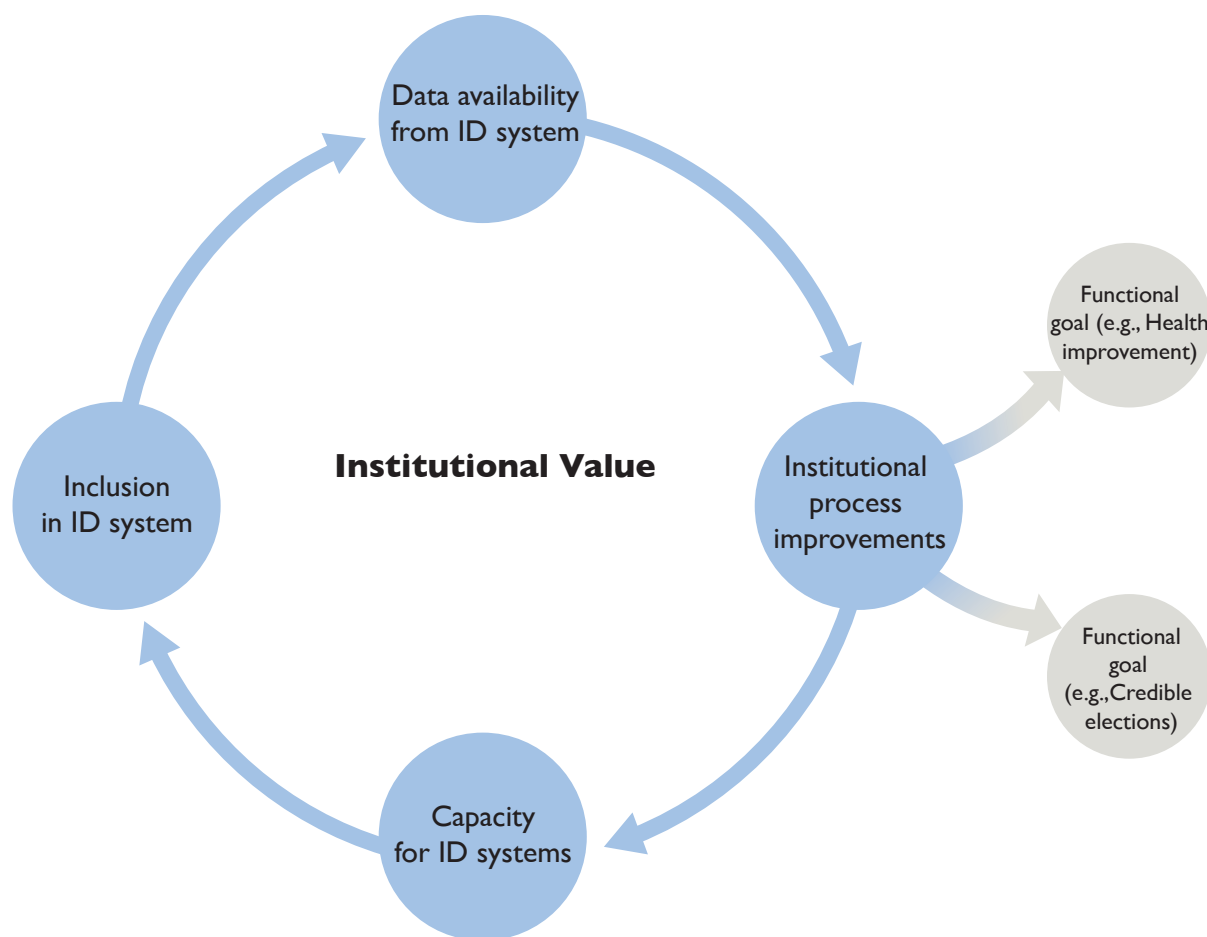 Data availability
from ID system
Functional
goal (e.g., Health
improvement)
Institutional Value
Inclusion
in ID system
Institutional
process
improvements
Functional
goal
(e.g.,Credible
elections)
Capacity
for ID systems